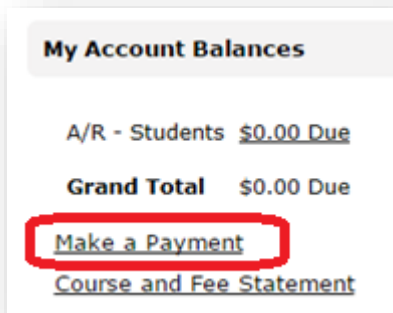 My Account Balances
A/R - Students $0.00 Due
Grand Total $0.00 Due
Make a Payment
Course and Fee Statement